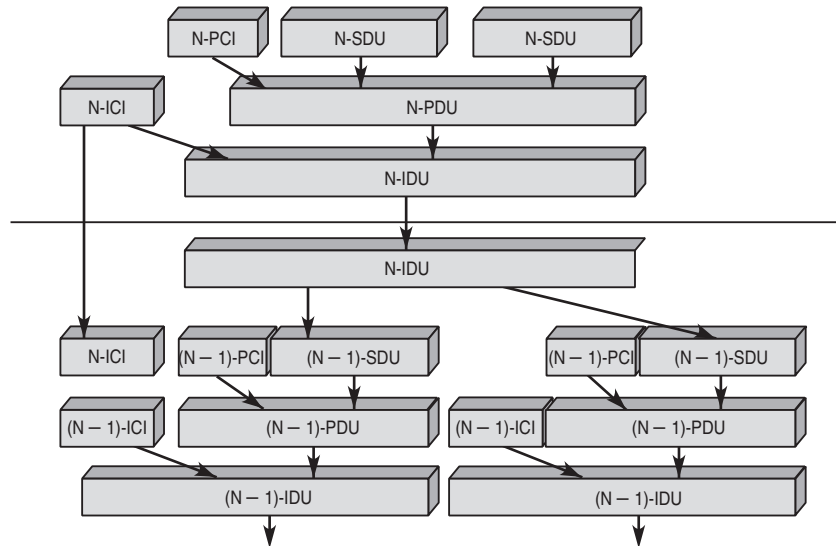 N-PCI N-SDU N-SDU
N-ICI N-PDU
N-IDU
N-IDU
N-ICI (N – 1)-PCI (N – 1)-SDU (N – 1)-PCI (N – 1)-SDU
(N – 1)-ICI (N – 1)-PDU (N – 1)-ICI (N – 1)-PDU
(N – 1)-IDU (N – 1)-IDU